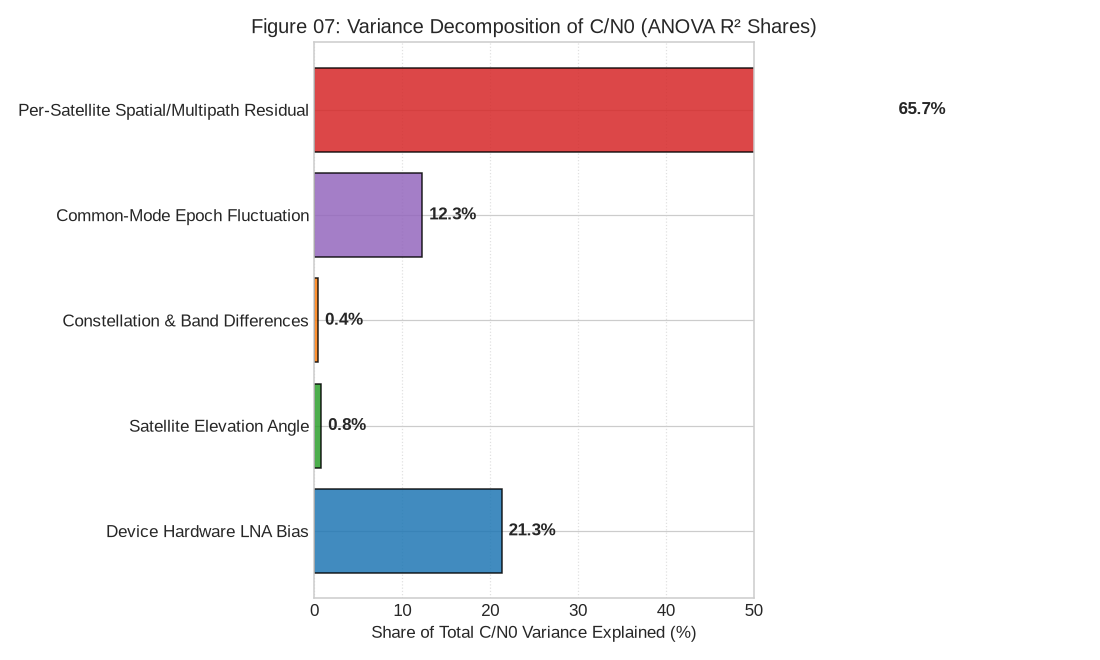 Figure 07: Variance Decomposition of C/N0 (ANOVA R² Shares)
Per-Satellite Spatial/Multipath Residual
65.7%
Common-Mode Epoch Fluctuation
12.3%
Constellation & Band Differences
0.4%
Satellite Elevation Angle
0.8%
Device Hardware LNA Bias
21.3%
0 10 20 30 40 50
Share of Total C/N0 Variance Explained (%)